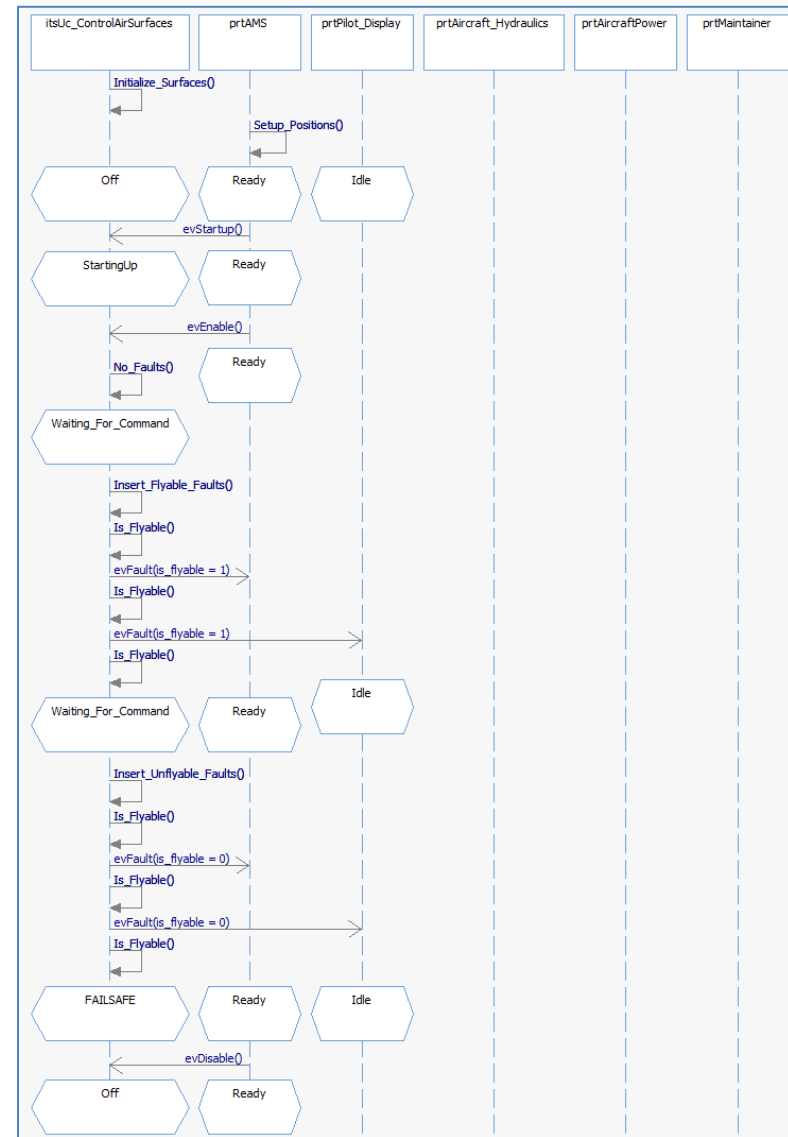 itsUc_ControlAirSurfaces prtAMS prtPilot_Display prtAircraft_Hydraulics prtAircraftPower prtMaintainer
Initialize_Surfaces()
Setup_Positions()
Off Ready Idle
evStartup()
StartingUp Ready
evEnable()
No_Faults() Ready
Waiting_For_Command
Insert_Flyable_Faults()
Is_Flyable()
evFault(is_flyable = 1)
Is_Flyable()
evFault(is_flyable = 1)
Is_Flyable()
Idle
Waiting_For_Command Ready
Insert_Unflyable_Faults()
Is_Flyable()
evFault(is_flyable = 0)
Is_Flyable()
evFault(is_flyable = 0)
Is_Flyable()
FAILSAFE Ready Idle
evDisable()
Off Ready